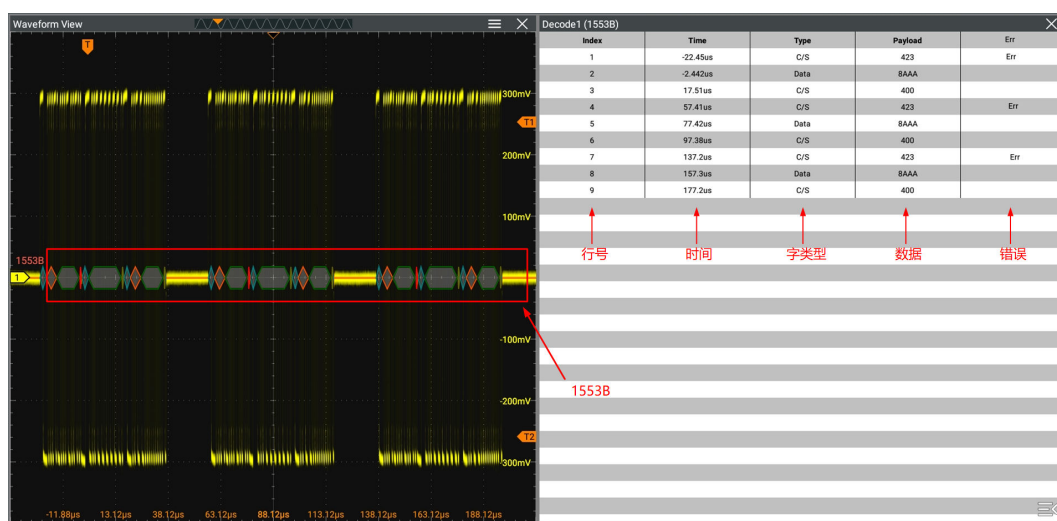 Waveform View
T
300mV
T1
200mV
100mV
1553B
1
-100mV
-200mV
T2
-300mV
-11.88µs 13.12µs 38.12µs 63.12µs 88.12µs 113.12µs 138.12µs 163.12µs 188.12µs
Decode1 (1553B)
Index Time Type Payload Err
1 -22.45us C/S 423 Err
2 -2.442us Data 8AAA
3 17.51us C/S 400
4 57.41us C/S 423 Err
5 77.42us Data 8AAA
6 97.38us C/S 400
7 137.2us C/S 423 Err
8 157.3us Data 8AAA
9 177.2us C/S 400
行号 时间 字类型 数据 错误
1553B